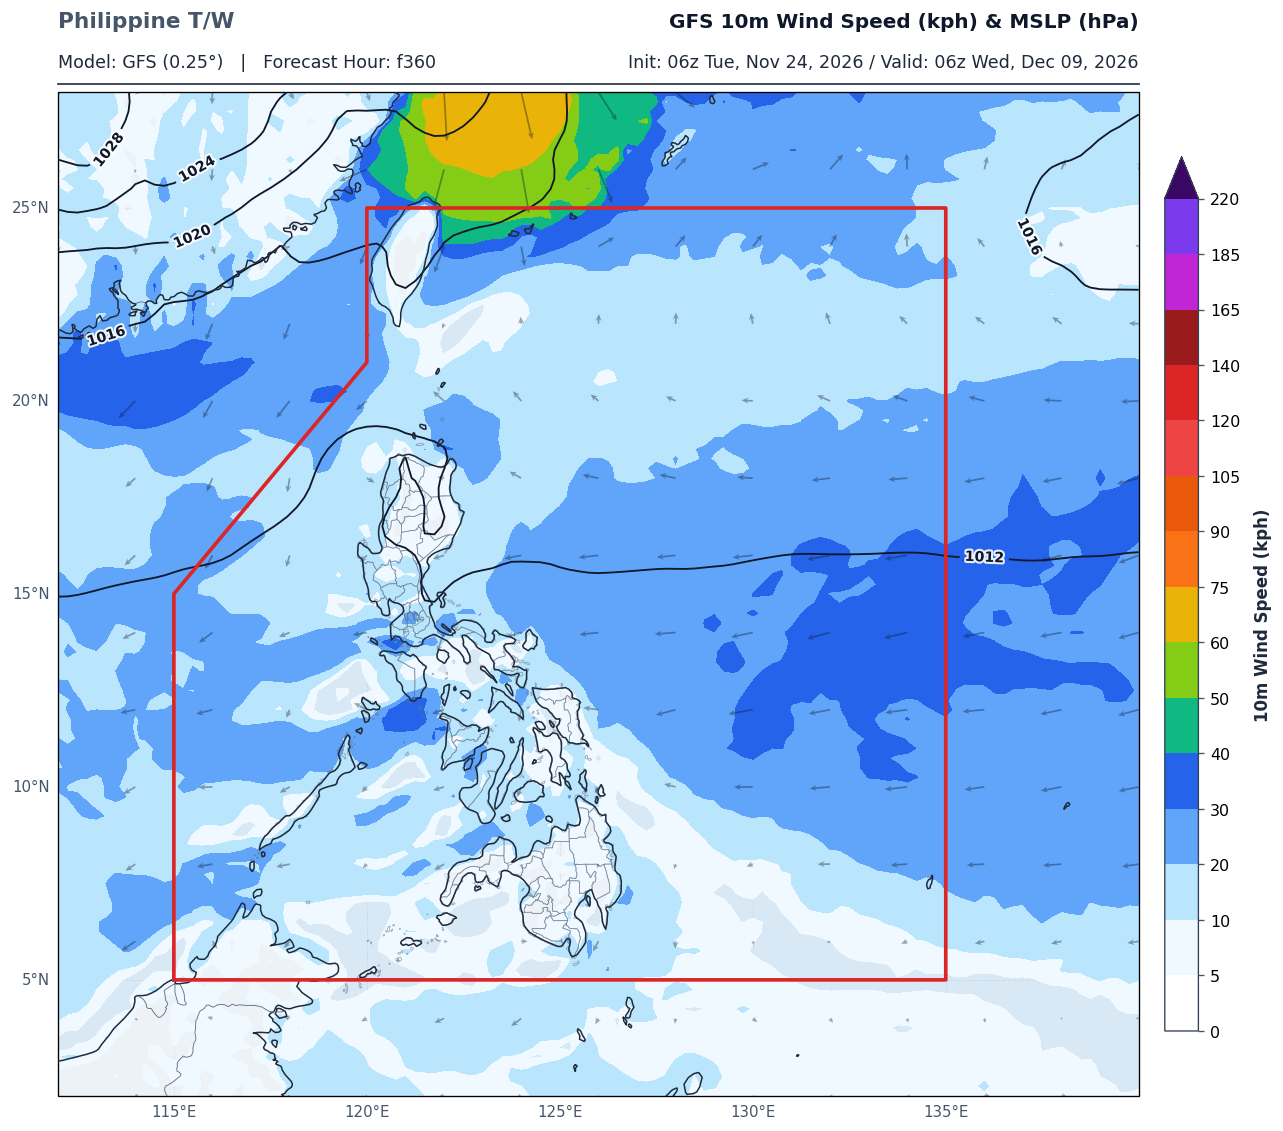 Philippine T/W
GFS 10m Wind Speed (kph) & MSLP (hPa)
Model: GFS (0.25°)   |   Forecast Hour: f360
Init: 06z Tue, Nov 24, 2026 / Valid: 06z Wed, Dec 09, 2026
1028
1024
1020
1016
1016
1012
25°N
20°N
15°N
10°N
5°N
115°E
120°E
125°E
130°E
135°E
220
185
165
140
120
105
90
75
60
50
40
30
20
10
5
0
10m Wind Speed (kph)